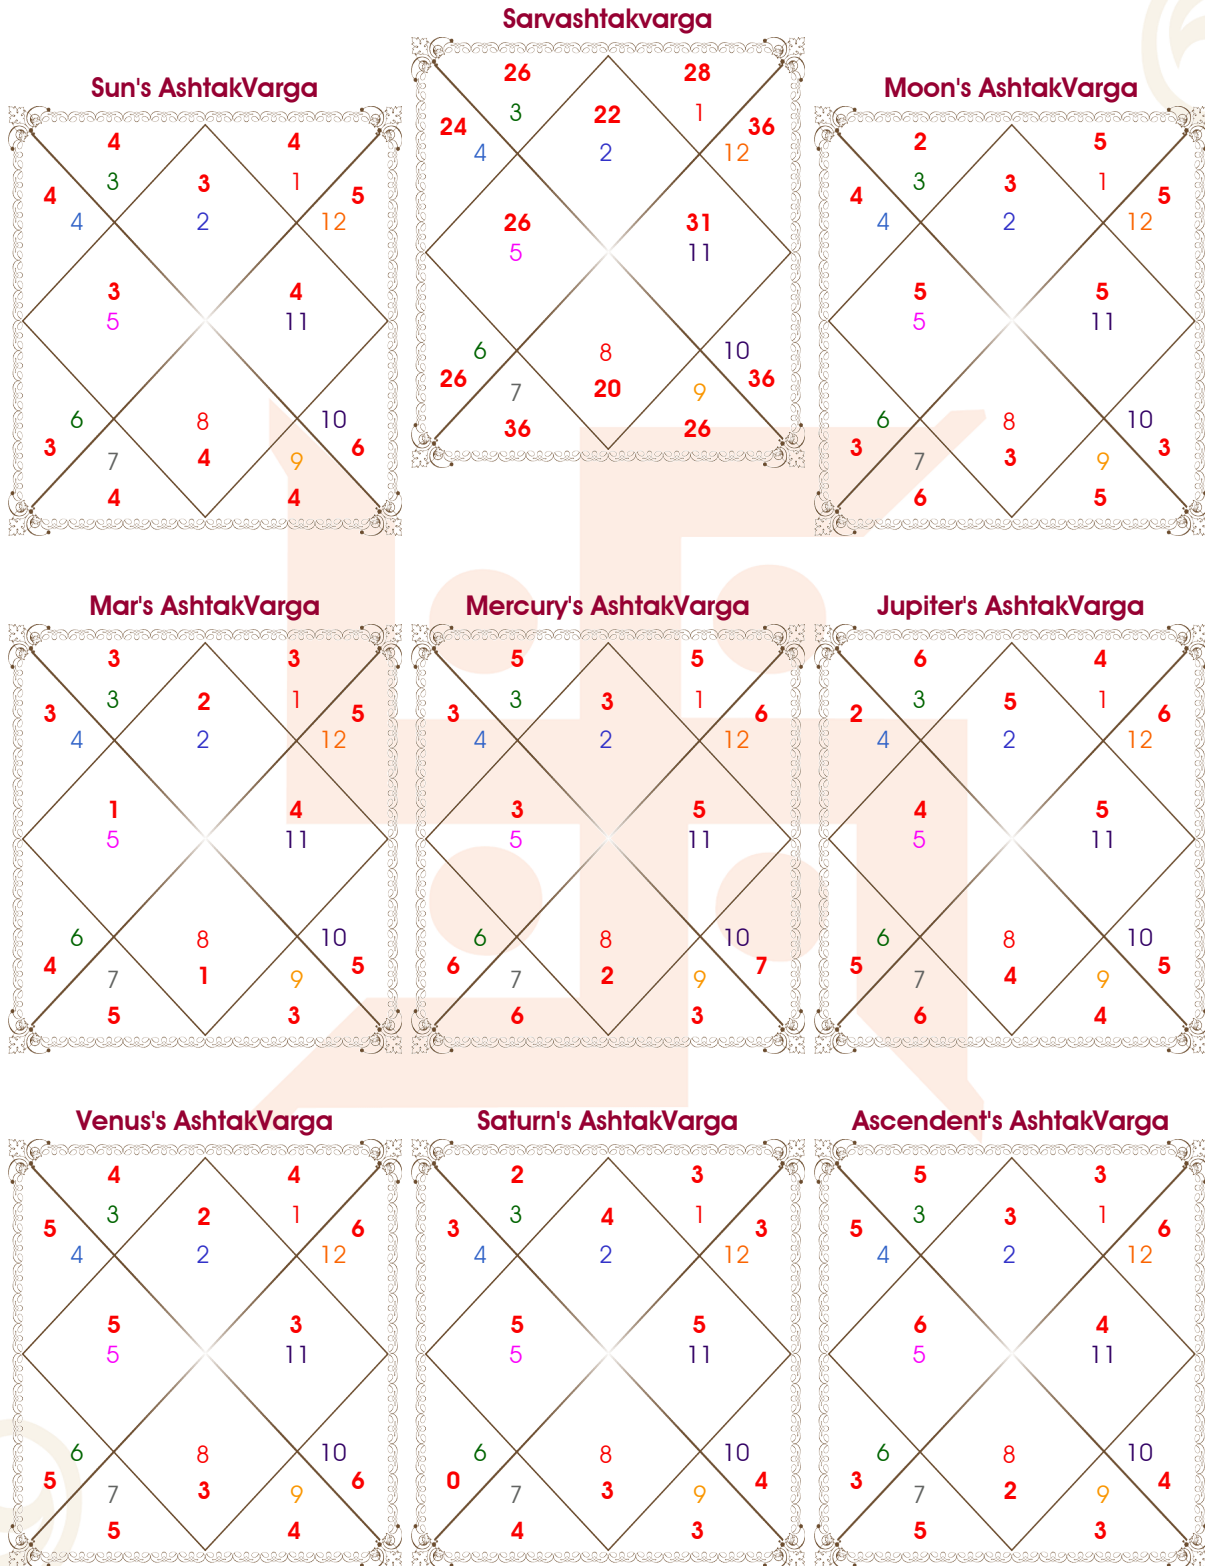 Sarvashtakvarga
26 28
24 3 22 1 36
4 2 12
26 31
5 11
6 8 10
26 7 20 9 36
36 26
Sun's AshtakVarga
4 4
4 3 3 1 5
4 2 12
3 4
5 11
6 8 10
3 7 4 9 6
4 4
Moon's AshtakVarga
2 5
4 3 3 1 5
4 2 12
5 5
5 11
6 8 10
3 7 3 9 3
6 5
Mar's AshtakVarga
3 3
3 3 2 1 5
4 2 12
1 4
5 11
6 8 10
4 7 1 9 5
5 3
Mercury's AshtakVarga
5 5
3 3 3 1 6
4 2 12
3 5
5 11
6 8 10
6 7 2 9 7
6 3
Jupiter's AshtakVarga
6 4
2 3 5 1 6
4 2 12
4 5
5 11
6 8 10
5 7 4 9 5
6 4
Venus's AshtakVarga
4 4
5 3 2 1 6
4 2 12
5 3
5 11
6 8 10
5 7 3 9 6
5 4
Saturn's AshtakVarga
2 3
3 3 4 1 3
4 2 12
5 5
5 11
6 8 10
0 7 3 9 4
4 3
Ascendent's AshtakVarga
5 3
5 3 3 1 6
4 2 12
6 4
5 11
6 8 10
3 7 2 9 4
5 3